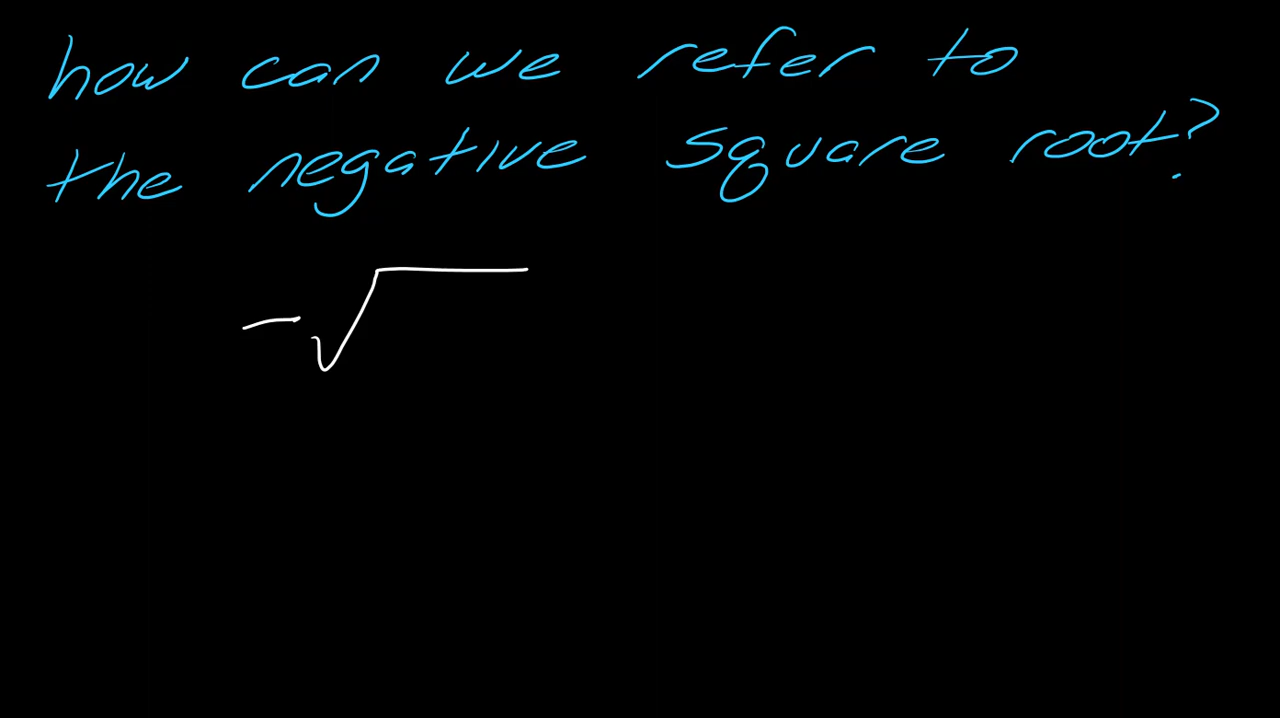 how can we refer to
the negative square root?
-√